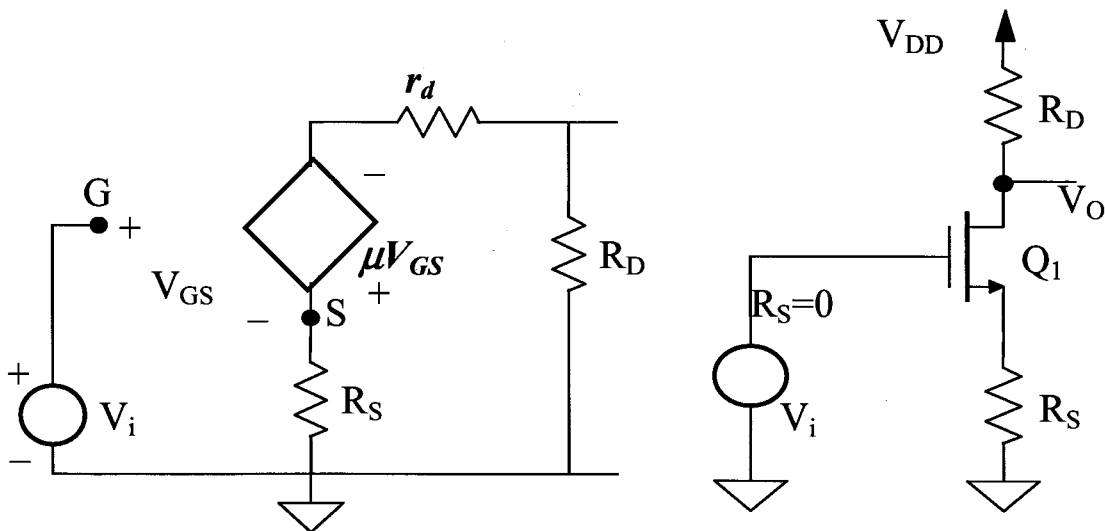 r_d
−
G
+
μV_GS
V_GS
+
−
S
R_D
+
V_i
−
R_S
V_DD
R_D
V_O
Q_1
R_S=0
V_i
R_S